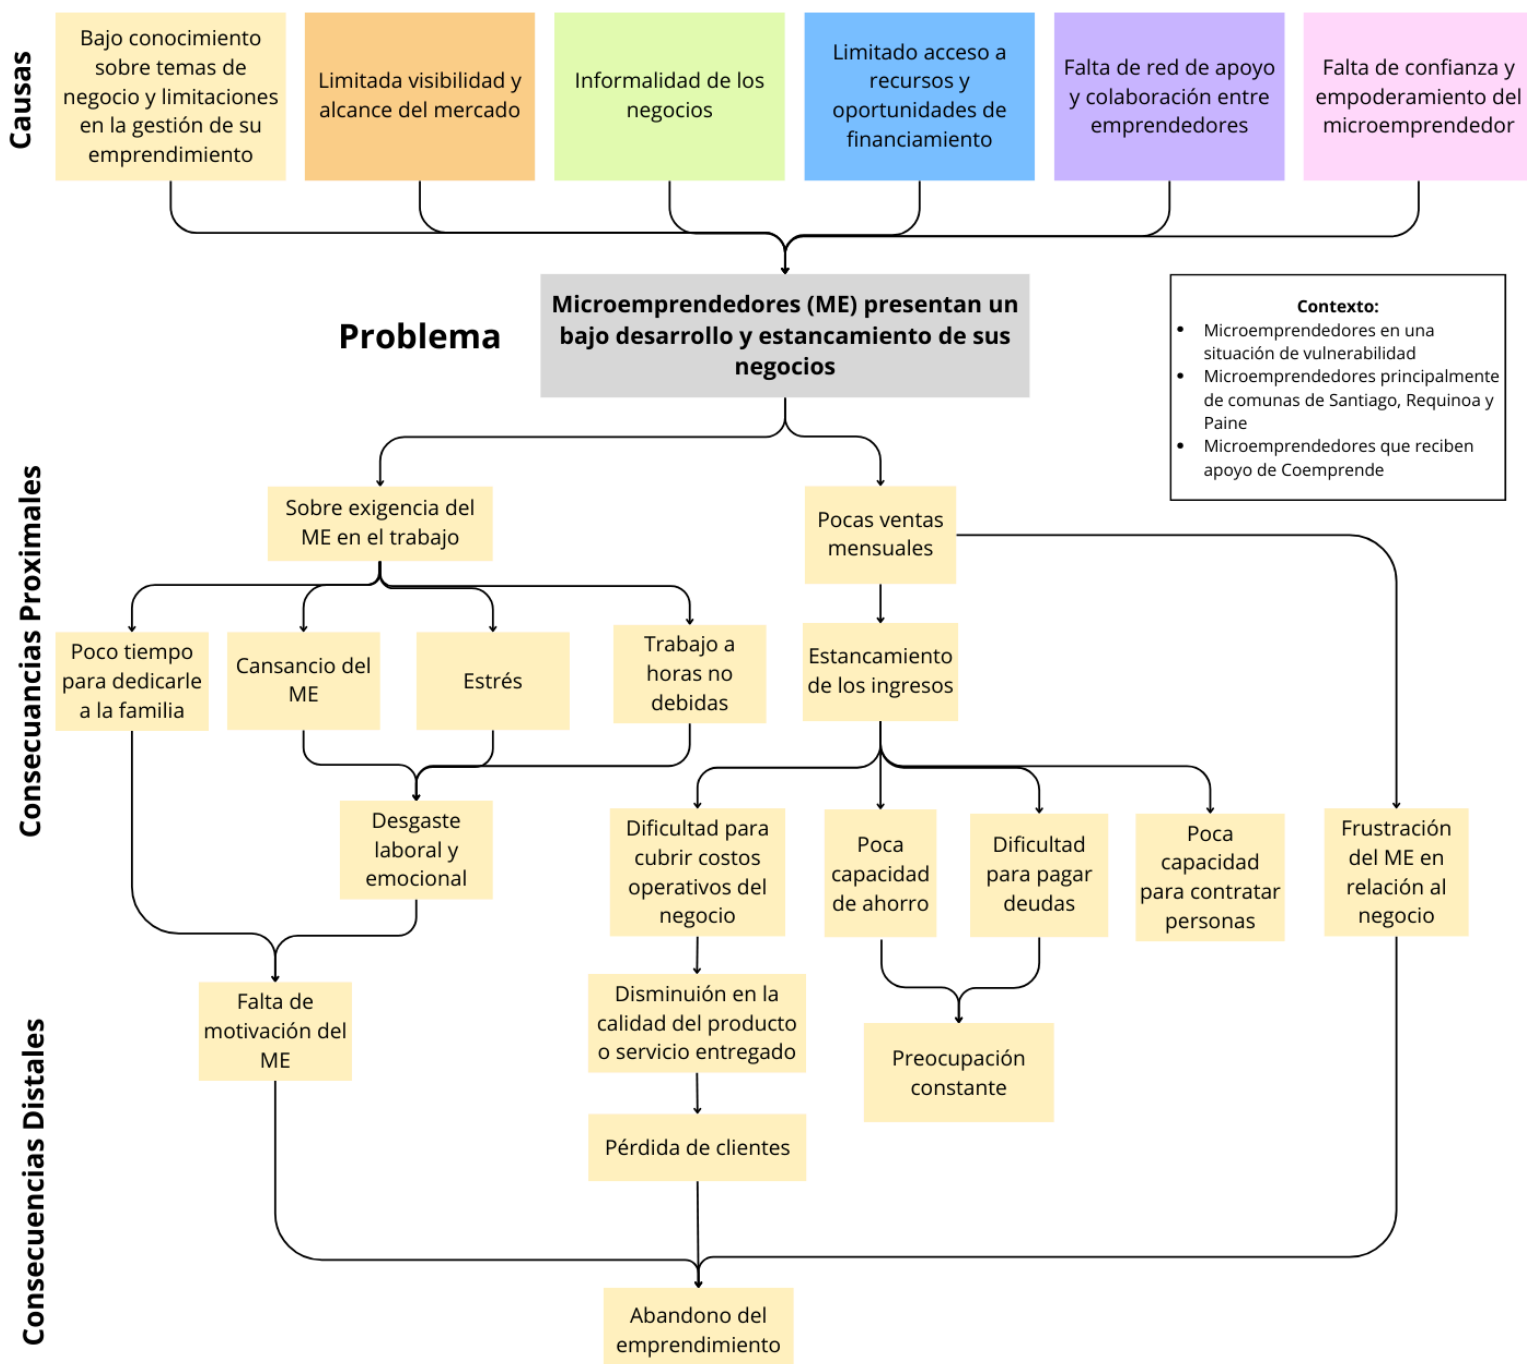 Causas
Bajo conocimiento
sobre temas de
negocio y limitaciones
en la gestión de su
emprendimiento
Limitada visibilidad y
alcance del mercado
Informalidad de los
negocios
Limitado acceso a
recursos y
oportunidades de
financiamiento
Falta de red de apoyo
y colaboración entre
emprendedores
Falta de confianza y
empoderamiento del
microemprendedor
Problema
Microemprendedores (ME) presentan un
bajo desarrollo y estancamiento de sus
negocios
Contexto:
• Microemprendedores en una
situación de vulnerabilidad
• Microemprendedores principalmente
de comunas de Santiago, Requinoa y
Paine
• Microemprendedores que reciben
apoyo de Coemprende
Consecuancias Proximales
Sobre exigencia del
ME en el trabajo
Pocas ventas
mensuales
Poco tiempo
para dedicarle
a la familia
Cansancio del
ME
Estrés
Trabajo a
horas no
debidas
Estancamiento
de los ingresos
Desgaste
laboral y
emocional
Dificultad para
cubrir costos
operativos del
negocio
Poca
capacidad
de ahorro
Dificultad
para pagar
deudas
Poca
capacidad
para contratar
personas
Frustración
del ME en
relación al
negocio
Consecuencias Distales
Falta de
motivación del
ME
Disminuión en la
calidad del producto
o servicio entregado
Preocupación
constante
Pérdida de clientes
Abandono del
emprendimiento